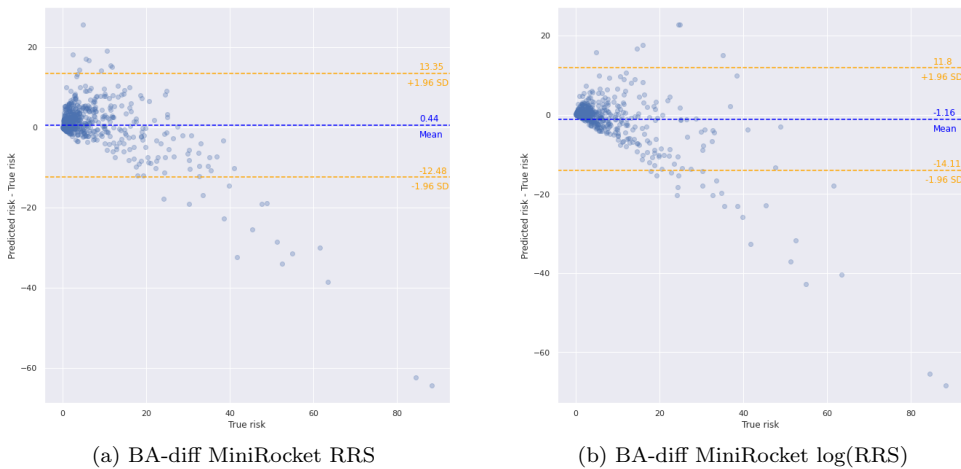 20
13.35
+1.96 SD
0.44
0
Mean
-12.48
-1.96 SD
−20
−40
−60
0
20
40
60
80
Predicted risk - True risk
True risk
(a) BA-diff MiniRocket RRS
20
11.8
+1.96 SD
0
-1.16
Mean
-14.11
-1.96 SD
−20
−40
−60
0
20
40
60
80
Predicted risk - True risk
True risk
(b) BA-diff MiniRocket log(RRS)